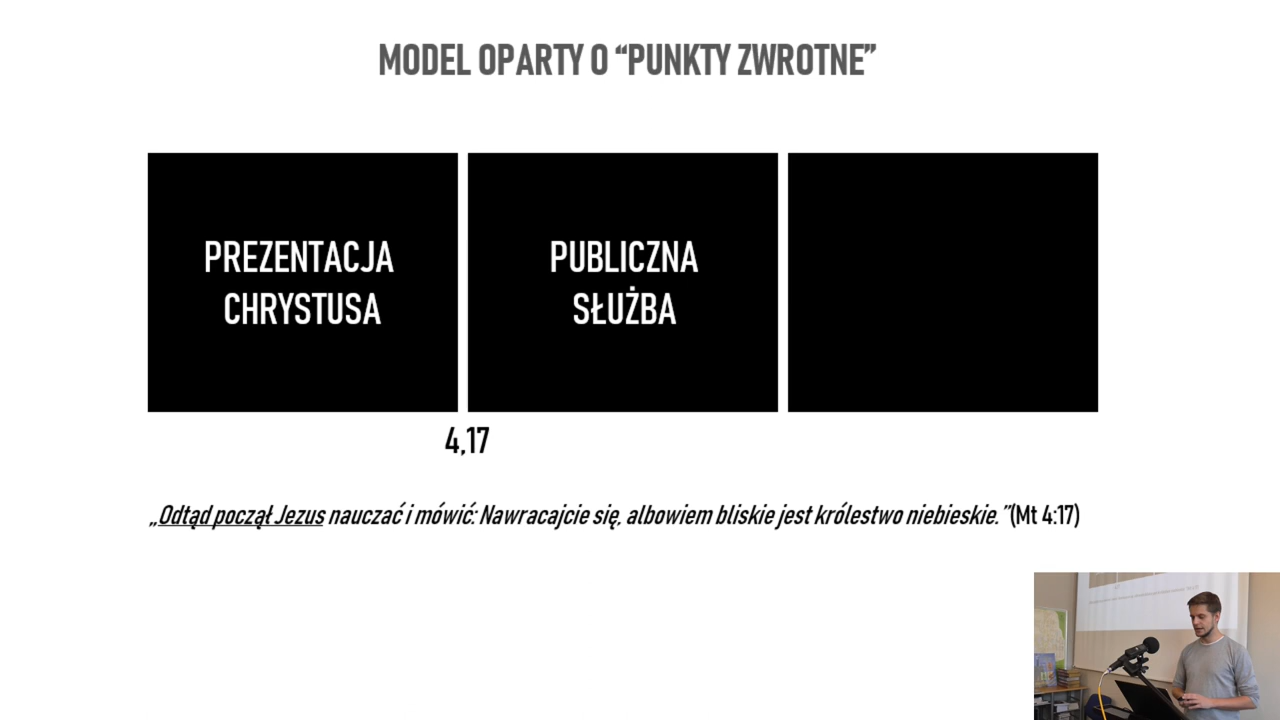 MODEL OPARTY O “PUNKTY ZWROTNE”
PREZENTACJA
CHRYSTUSA
PUBLICZNA
SŁUŻBA
4,17
„Odtąd począł Jezus nauczać i mówić: Nawracajcie się, albowiem bliskie jest królestwo niebieskie.”(Mt 4:17)